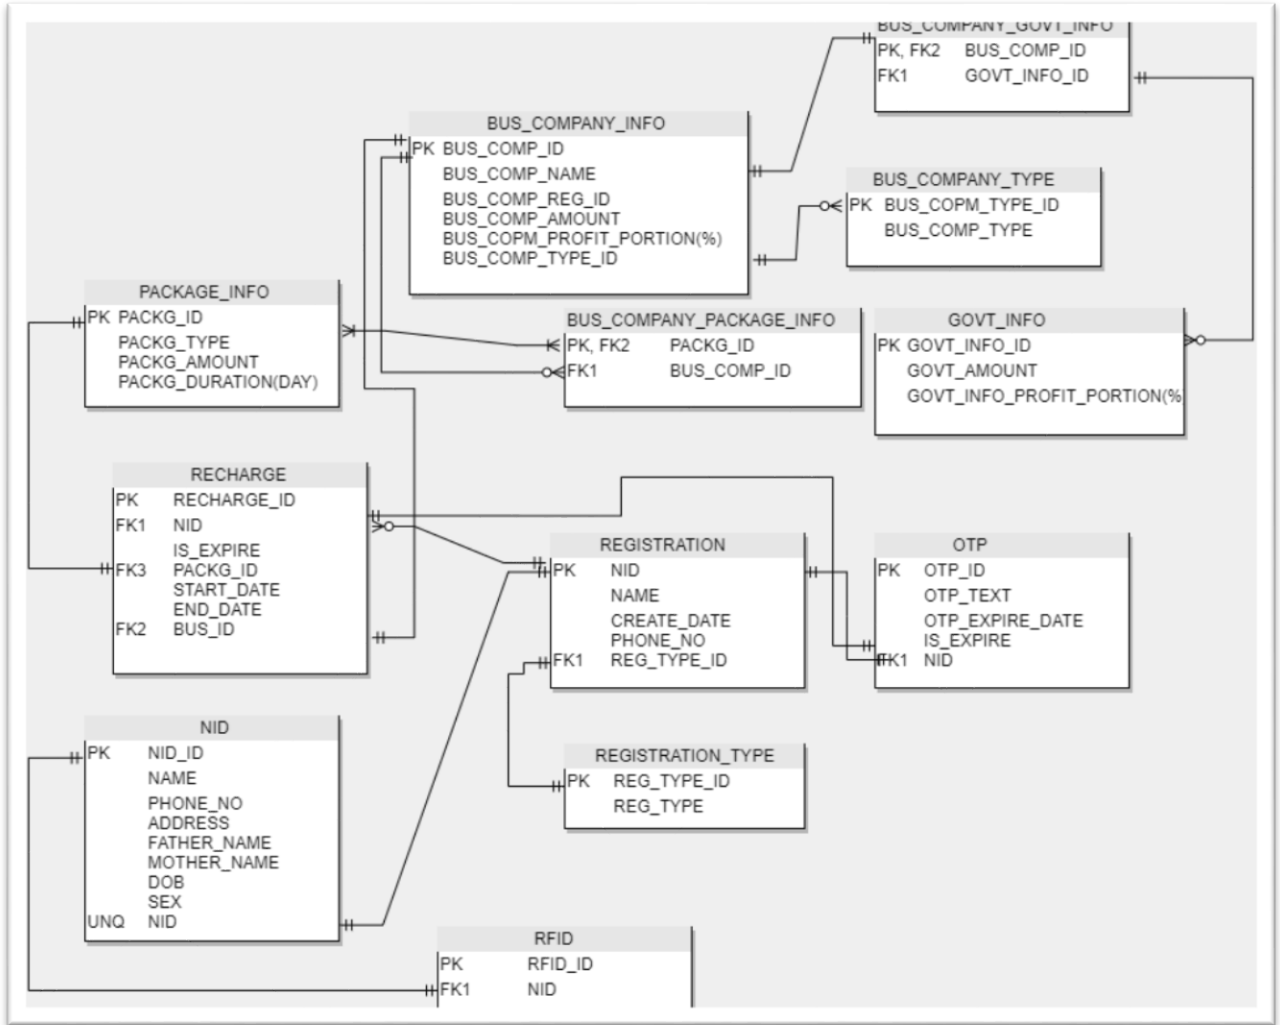 BUS_COMPANY_GOVT_INFO
PK, FK2 BUS_COMP_ID
FK1 GOVT_INFO_ID
BUS_COMPANY_INFO
PK BUS_COMP_ID
BUS_COMP_NAME
BUS_COMP_REG_ID
BUS_COMP_AMOUNT
BUS_COPM_PROFIT_PORTION(%)
BUS_COMP_TYPE_ID
BUS_COMPANY_TYPE
PK BUS_COPM_TYPE_ID
BUS_COMP_TYPE
PACKAGE_INFO
PK PACKG_ID
PACKG_TYPE
PACKG_AMOUNT
PACKG_DURATION(DAY)
BUS_COMPANY_PACKAGE_INFO
PK, FK2 PACKG_ID
FK1 BUS_COMP_ID
GOVT_INFO
PK GOVT_INFO_ID
GOVT_AMOUNT
GOVT_INFO_PROFIT_PORTION(%
RECHARGE
PK RECHARGE_ID
FK1 NID
IS_EXPIRE
FK3 PACKG_ID
START_DATE
END_DATE
FK2 BUS_ID
REGISTRATION
PK NID
NAME
CREATE_DATE
PHONE_NO
FK1 REG_TYPE_ID
OTP
PK OTP_ID
OTP_TEXT
OTP_EXPIRE_DATE
IS_EXPIRE
FK1 NID
NID
PK NID_ID
NAME
PHONE_NO
ADDRESS
FATHER_NAME
MOTHER_NAME
DOB
SEX
UNQ NID
REGISTRATION_TYPE
PK REG_TYPE_ID
REG_TYPE
RFID
PK RFID_ID
FK1 NID